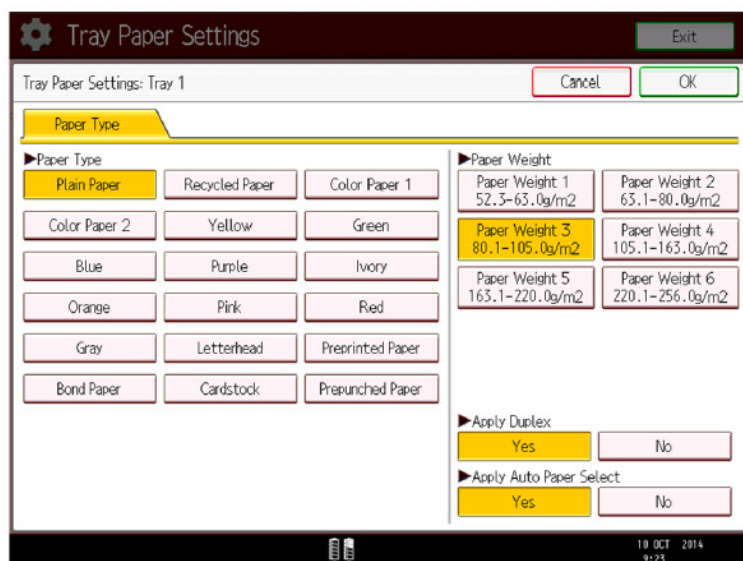 Tray Paper Settings
Exit
Tray Paper Settings: Tray 1
Cancel
OK
Paper Type
►Paper Type
Plain Paper
Recycled Paper
Color Paper 1
Color Paper 2
Yellow
Green
Blue
Purple
Ivory
Orange
Pink
Red
Gray
Letterhead
Preprinted Paper
Bond Paper
Cardstock
Prepunched Paper
►Paper Weight
Paper Weight 1
52.3-63.0g/m2
Paper Weight 2
63.1-80.0g/m2
Paper Weight 3
80.1-105.0g/m2
Paper Weight 4
105.1-163.0g/m2
Paper Weight 5
163.1-220.0g/m2
Paper Weight 6
220.1-256.0g/m2
►Apply Duplex
Yes
No
►Apply Auto Paper Select
Yes
No
10 OCT 2014
9:23